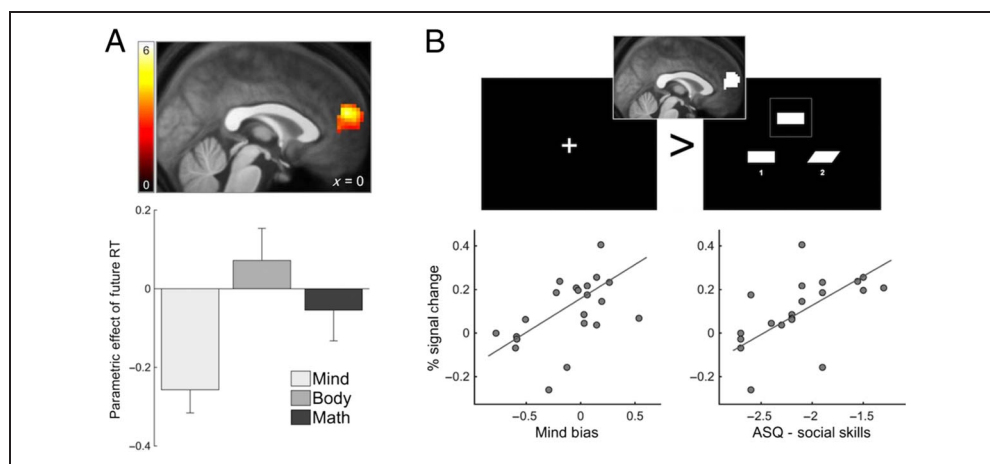 A
6
0
x = 0
Parametric effect of future RT
0.2
0
−0.2
−0.4
Mind
Body
Math
B
+
>
1 2
% signal change
0.4
0.2
0
−0.2
−0.5 0 0.5
Mind bias
0.4
0.2
0
−0.2
−2.5 −2 −1.5
ASQ - social skills